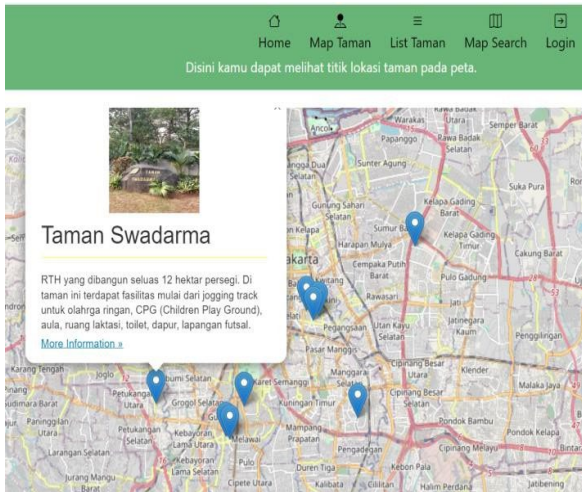 Home Map Taman List Taman Map Search Login
Disini kamu dapat melihat titik lokasi taman pada peta.
Taman Swadarma
RTH yang dibangun seluas 12 hektar persegi. Di
taman ini terdapat fasilitas mulai dari jogging track
untuk olahrga ringan, CPG (Children Play Ground),
aula, ruang laktasi, toilet, dapur, lapangan futsal.
More Information »
Ancol
Warakas
Utara
Semper Barat
Papanggo
Rawa Badak
Selatan
Sunter Agung
Suka Pura
Gunung Sahari
Selatan
Kelapa Gading
Barat
Kelapa Gading
Timur
Harapan Mulya
Cempaka Putih
Barat
Cakung Barat
Pulo Gadung
Rawasari
Jati
Jatinegara
Kaum
Pegangsaan
Utan Kayu
Selatan
Penggilingan
Pasar Manggis
Cipinang Besar
Utara
Klender
Manggarai
Selatan
Malaka Jaya
Cipinang Besar
Selatan
Karang Tengah
Joglo
Petukangan
Utara
Grogol Selatan
Karet Semanggi
Kuningan Timur
Paninggilan
Utara
Petukangan
Selatan
Kebayoran
Lama Utara
Melawai
Mampang
Prapatan
Pondok Bambu
Pondok Kelapa
Pengadegan
Cipinang Melayu
Larangan Selatan
Kebayoran
Lama Selatan
Pulo
Duren Tiga
Kebon Pala
Jurang Mangu
Barat
Cipete Utara
Kalibata
Cililitan
Halim Perdana
Jatibening